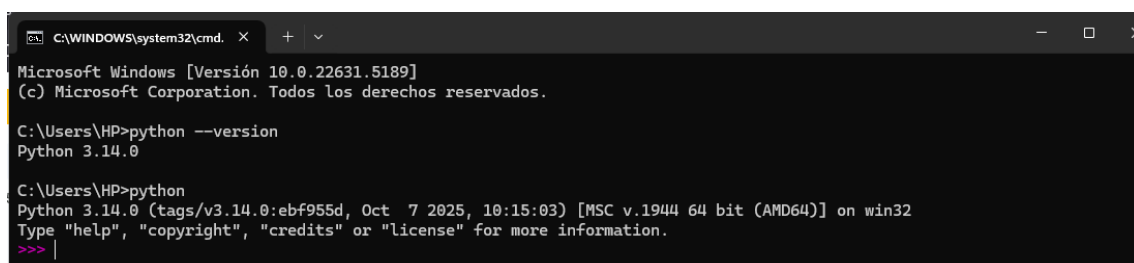 C:\WINDOWS\system32\cmd.
Microsoft Windows [Versión 10.0.22631.5189]
(c) Microsoft Corporation. Todos los derechos reservados.
C:\Users\HP>python --version
Python 3.14.0
C:\Users\HP>python
Python 3.14.0 (tags/v3.14.0:ebf955d, Oct  7 2025, 10:15:03) [MSC v.1944 64 bit (AMD64)] on win32
Type "help", "copyright", "credits" or "license" for more information.
>>>